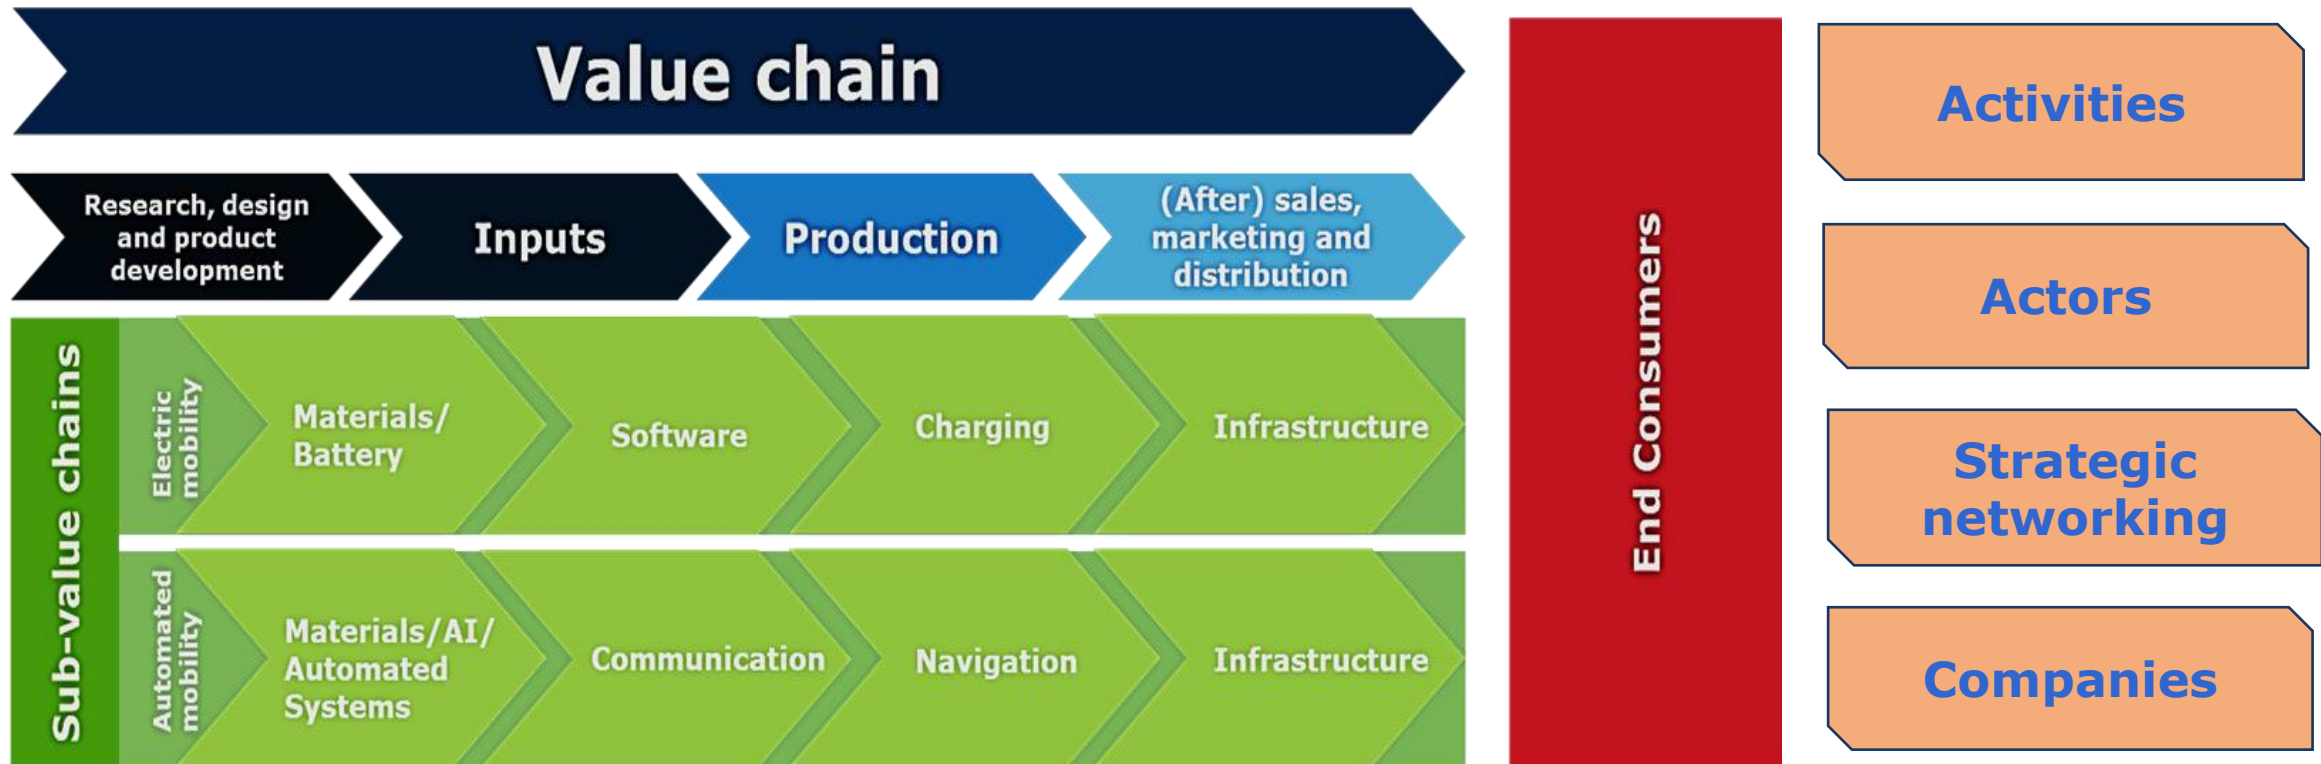 Value chain
Research, design
and product
development
Inputs
Production
(After) sales,
marketing and
distribution
Sub-value chains
Electric
mobility
Materials/
Battery
Software
Charging
Infrastructure
Automated
mobility
Materials/AI/
Automated
Systems
Communication
Navigation
Infrastructure
End Consumers
Activities
Actors
Strategic
networking
Companies